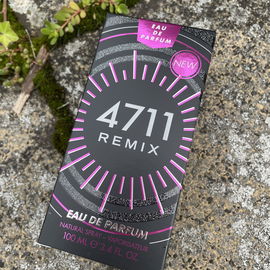 EAU
DE
PARFUM
NEW
4711
REMIX
EAU DE PARFUM
NATURAL SPRAY - VAPORISATEUR
100 ML ℮ 3.4 FL. OZ.